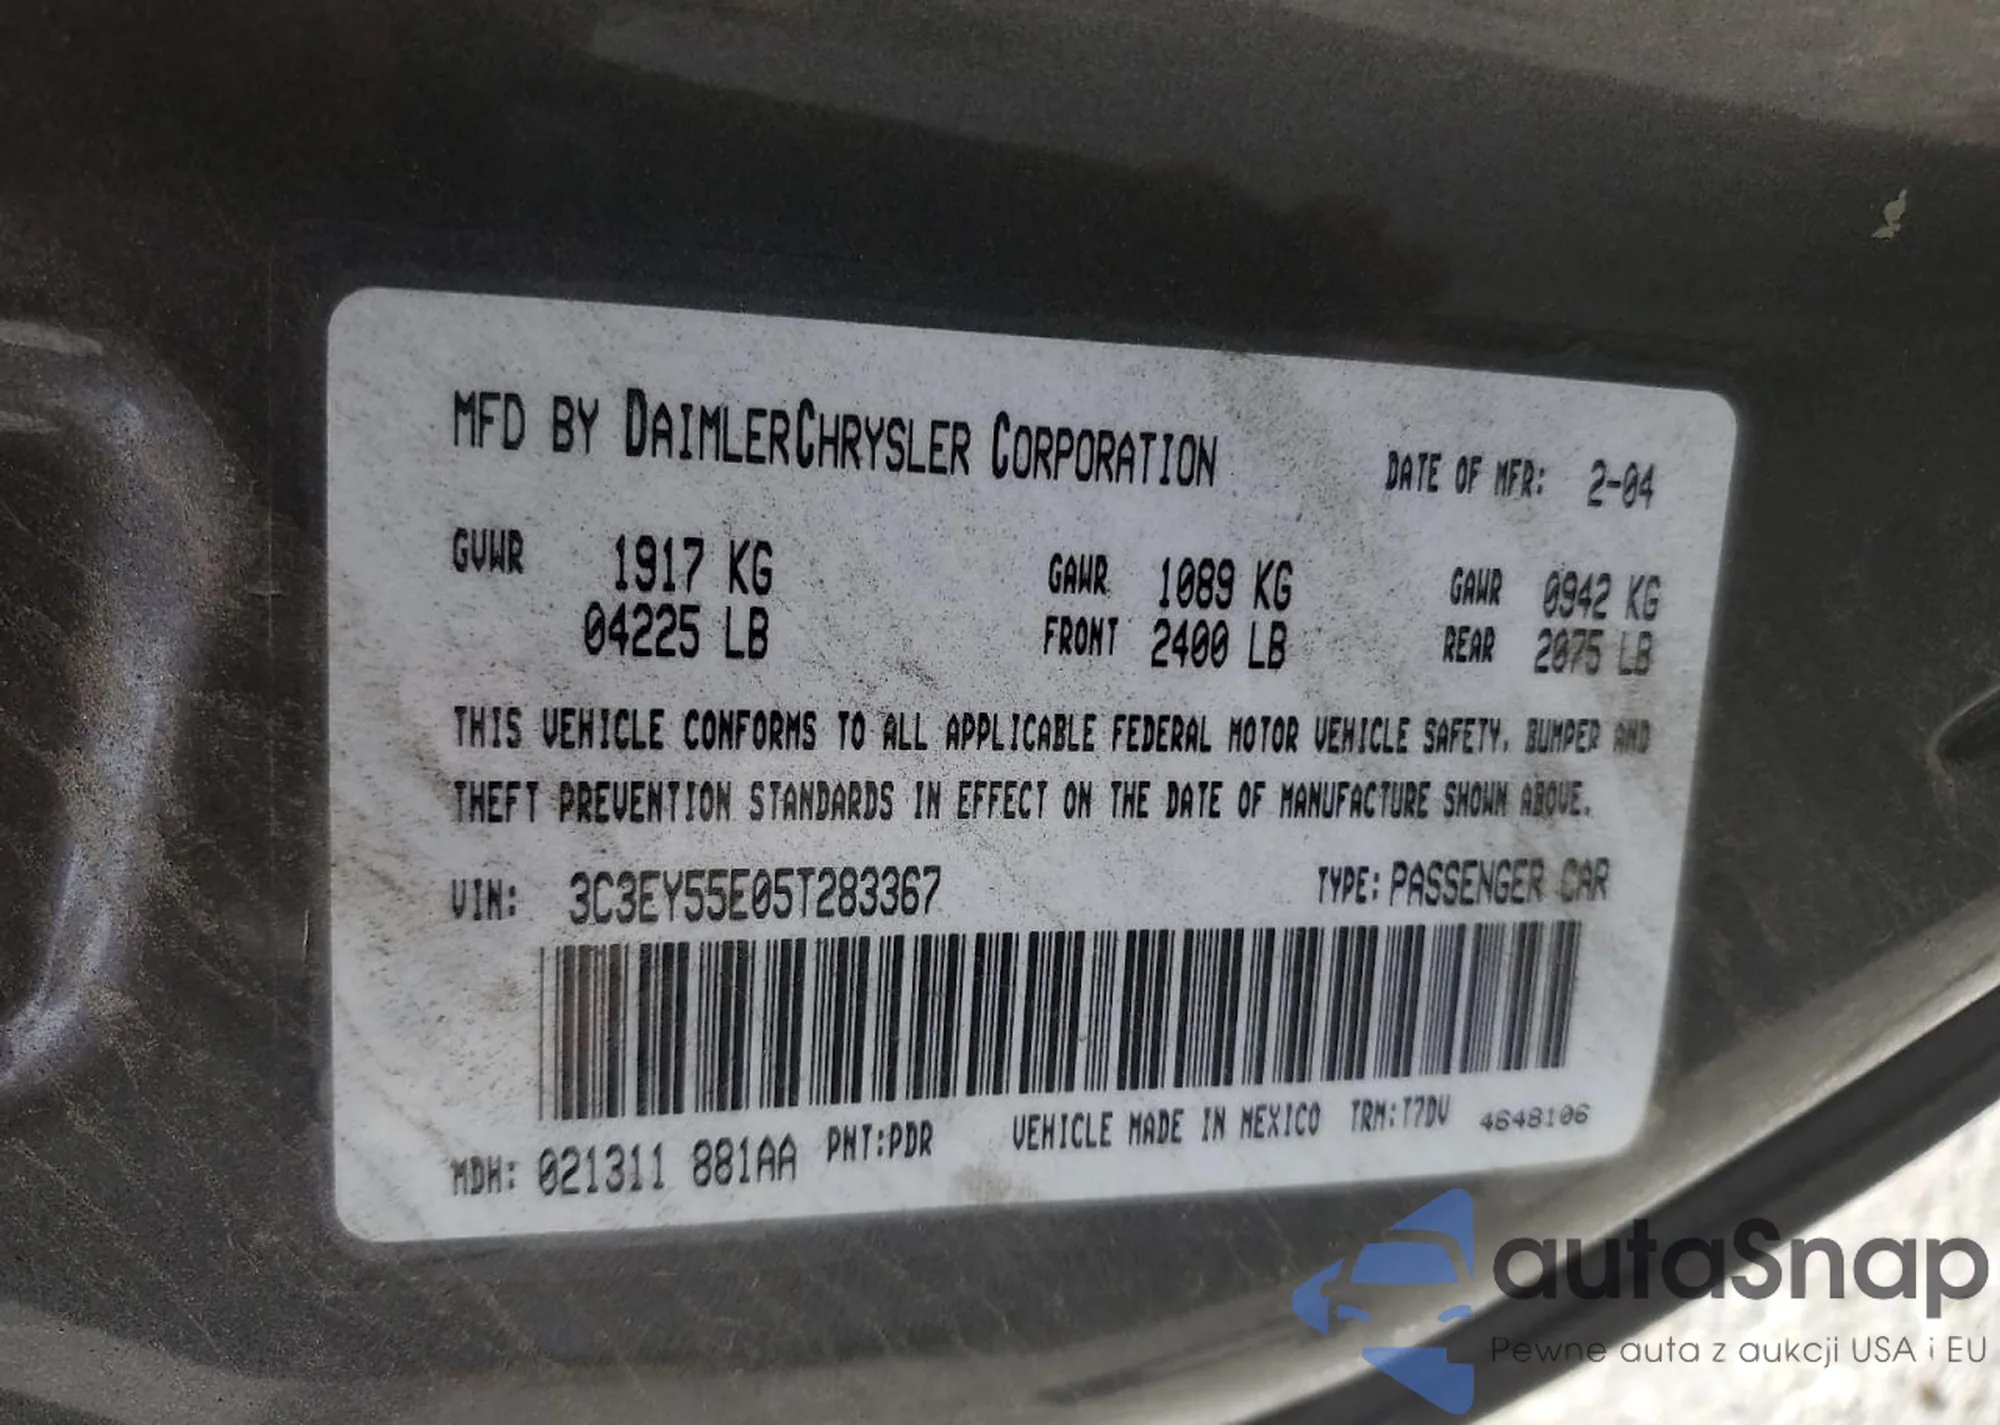 MFD BY DAIMLERCHRYSLER CORPORATION DATE OF MFR: 2-04
GVWR 1917 KG GAWR 1089 KG GAWR 0942 KG
04225 LB FRONT 2400 LB REAR 2075 LB
THIS VEHICLE CONFORMS TO ALL APPLICABLE FEDERAL MOTOR VEHICLE SAFETY, BUMPER AND
THEFT PREVENTION STANDARDS IN EFFECT ON THE DATE OF MANUFACTURE SHOWN ABOVE.
VIN: 3C3EY55E05T283367 TYPE: PASSENGER CAR
MDH: 021311 881AA PNT:PDR VEHICLE MADE IN MEXICO TRM:T7DV 4648106
autaSnap
Pewne auta z aukcji USA i EU